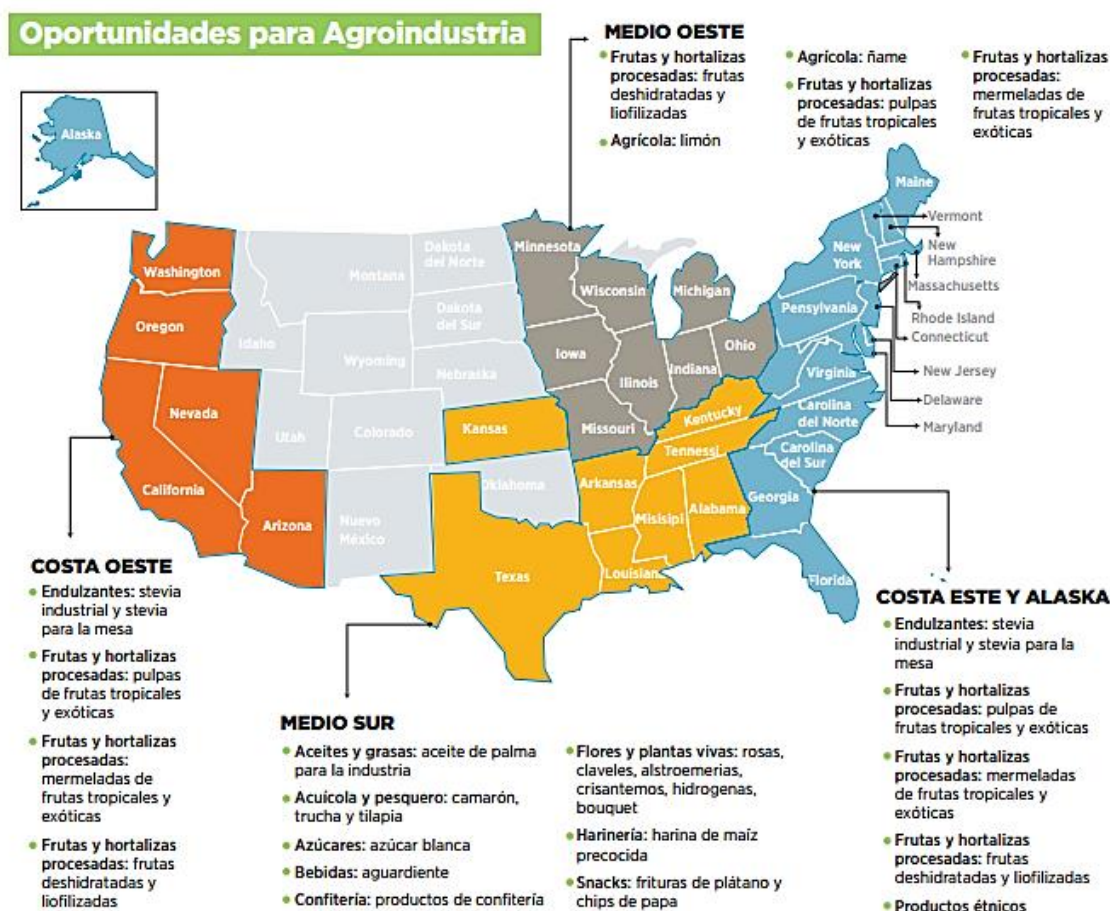 Oportunidades para Agroindustria
MEDIO OESTE
Frutas y hortalizas
procesadas: frutas
deshidratadas y
liofilizadas
Agrícola: limón
Agrícola: ñame
Frutas y hortalizas
procesadas: pulpas
de frutas tropicales
y exóticas
Frutas y hortalizas
procesadas:
mermeladas de
frutas tropicales y
exóticas
Alaska
Washington
Oregon
Idaho
Montana
Dakota
del Norte
Dakota
del Sur
Wyoming
Nebraska
Nevada
Utah
Colorado
California
Arizona
Nuevo
México
Kansas
Oklahoma
Texas
Minnesota
Wisconsin
Michigan
Iowa
Illinois
Indiana
Ohio
Missouri
Kentucky
Tennessi
Arkansas
Misisipi
Alabama
Louisian
Maine
New
York
Pensylvania
Virginia
Carolina
del Norte
Carolina
del Sur
Georgia
Florida
Vermont
New
Hampshire
Massachusetts
Rhode Island
Connecticut
New Jersey
Delaware
Maryland
COSTA OESTE
Endulzantes: stevia
industrial y stevia
para la mesa
Frutas y hortalizas
procesadas: pulpas
de frutas tropicales
y exóticas
Frutas y hortalizas
procesadas:
mermeladas de
frutas tropicales y
exóticas
Frutas y hortalizas
procesadas: frutas
deshidratadas y
liofilizadas
MEDIO SUR
Aceites y grasas: aceite de palma
para la industria
Acuícola y pesquero: camarón,
trucha y tilapia
Azúcares: azúcar blanca
Bebidas: aguardiente
Confitería: productos de confitería
Flores y plantas vivas: rosas,
claveles, alstroemerias,
crisantemos, hidrogenas,
bouquet
Harinería: harina de maíz
precocida
Snacks: frituras de plátano y
chips de papa
COSTA ESTE Y ALASKA
Endulzantes: stevia
industrial y stevia para la
mesa
Frutas y hortalizas
procesadas: pulpas de
frutas tropicales y exóticas
Frutas y hortalizas
procesadas: mermeladas
de frutas tropicales y
exóticas
Frutas y hortalizas
procesadas: frutas
deshidratadas y liofilizadas
Productos étnicos